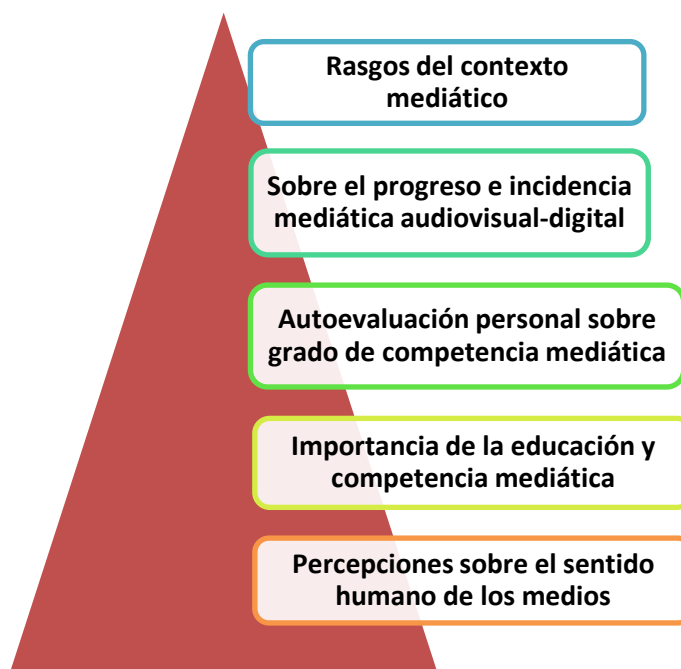 Rasgos del contexto
mediático
Sobre el progreso e incidencia
mediática audiovisual-digital
Autoevaluación personal sobre
grado de competencia mediática
Importancia de la educación y
competencia mediática
Percepciones sobre el sentido
humano de los medios